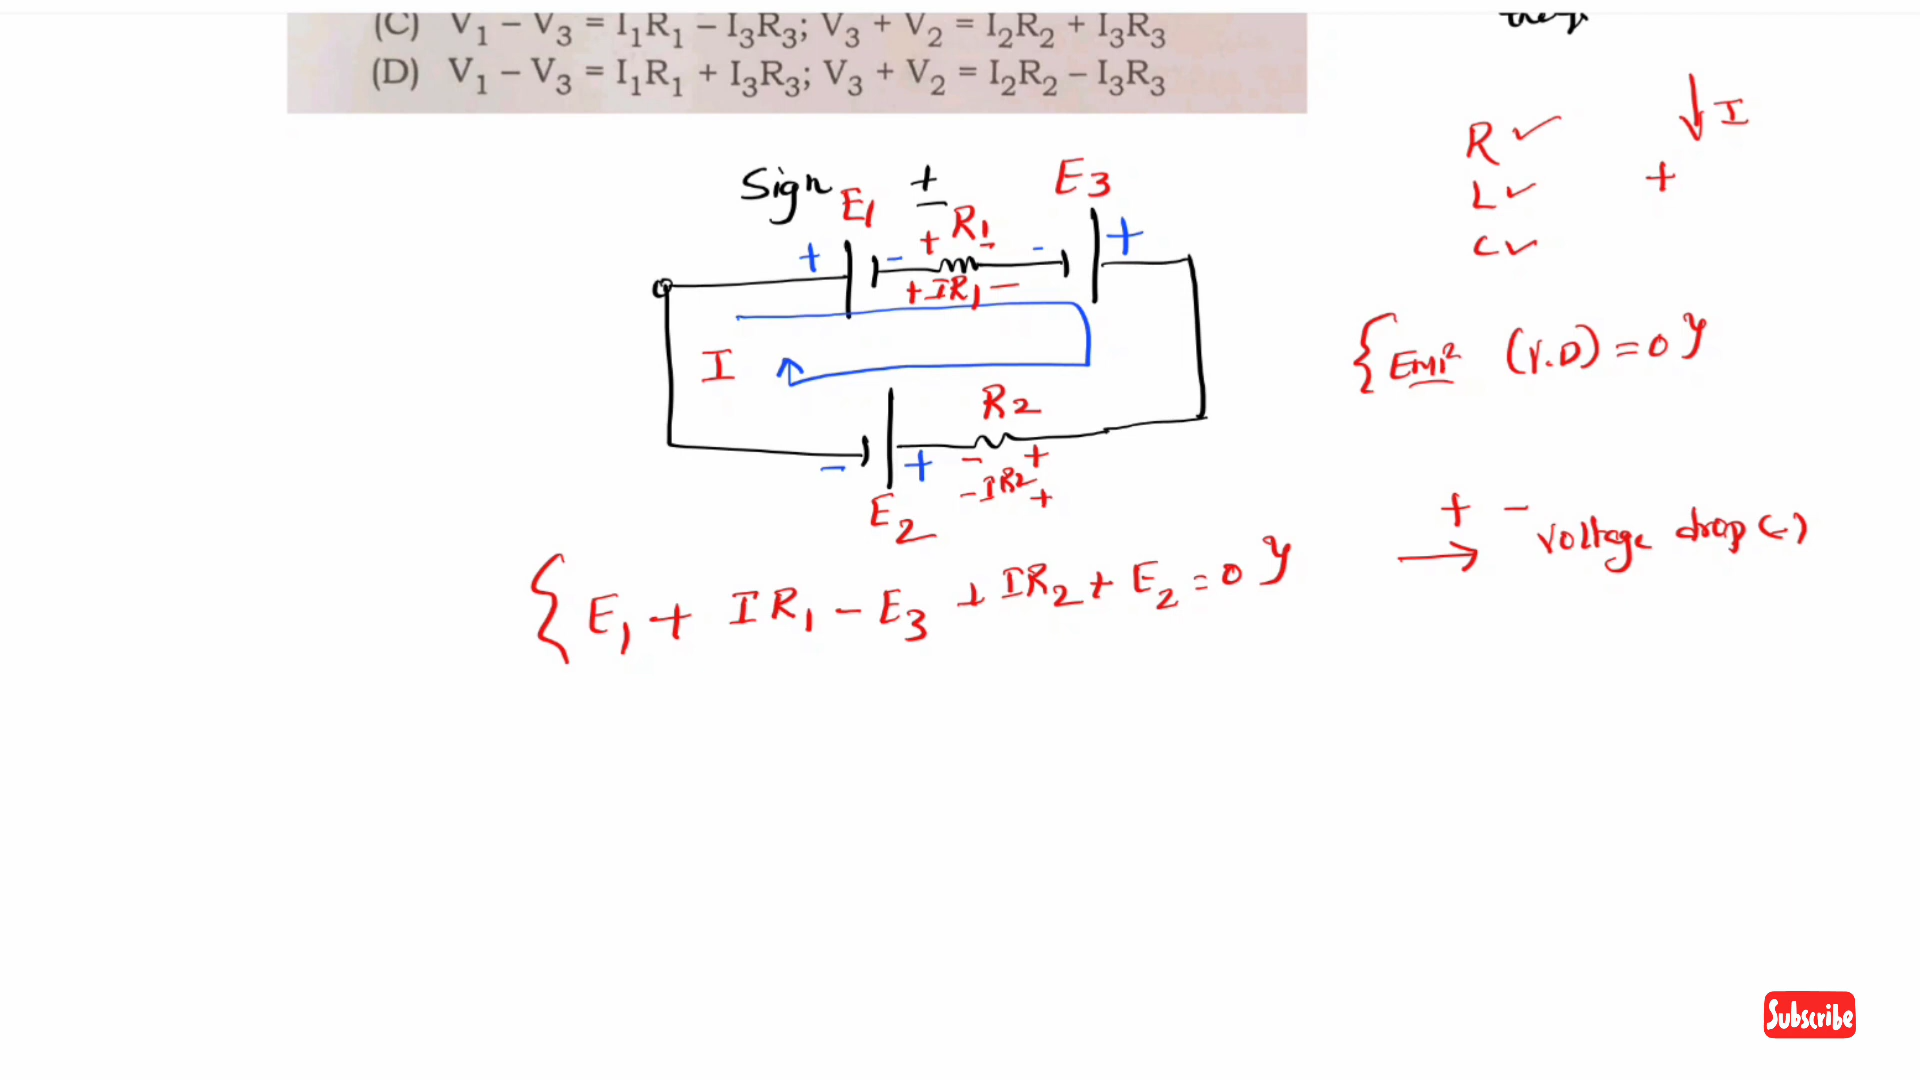 (C) V₁ − V₃ = I₁R₁ − I₃R₃; V₃ + V₂ = I₂R₂ + I₃R₃
(D) V₁ − V₃ = I₁R₁ + I₃R₃; V₃ + V₂ = I₂R₂ − I₃R₃
R ✓
L ✓
C ✓
↓ I
+
Sign ±
E₁
R₁
E₃
+ - + - - +
+ IR₁ −
I
R₂
- + - +
- IR₂ +
E₂
(V.D) = 0 }
+ −
→ voltage drop (-)
{ E₁ + IR₁ − E₃ + IR₂ + E₂ = 0 }
Subscribe